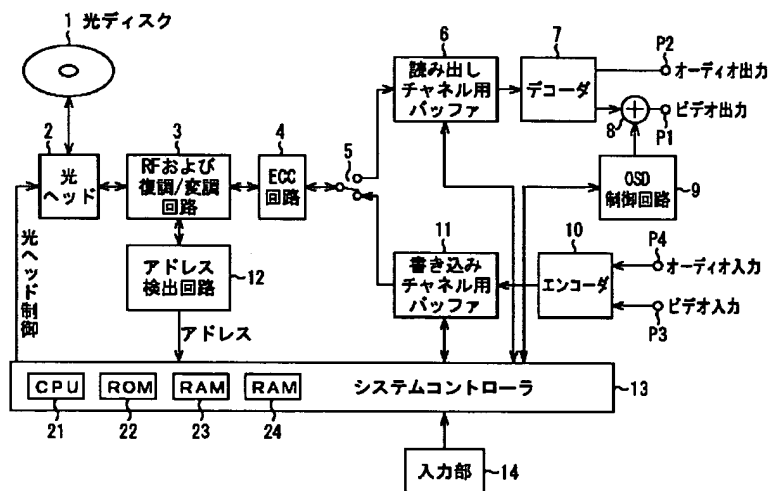 1 光ディスク
2
光
ヘッド
3
RFおよび
復調/変調
回路
4
ECC
回路
5
6
読み出し
チャネル用
バッファ
7
デコーダ
P2
オーディオ出力
8
ビデオ出力
P1
OSD
制御回路
9
10
エンコーダ
P4
オーディオ入力
ビデオ入力
P3
11
書き込み
チャネル用
バッファ
アドレス
検出回路
12
アドレス
光ヘッド制御
CPU
ROM
RAM
RAM
システムコントローラ
13
21
22
23
24
入力部
14